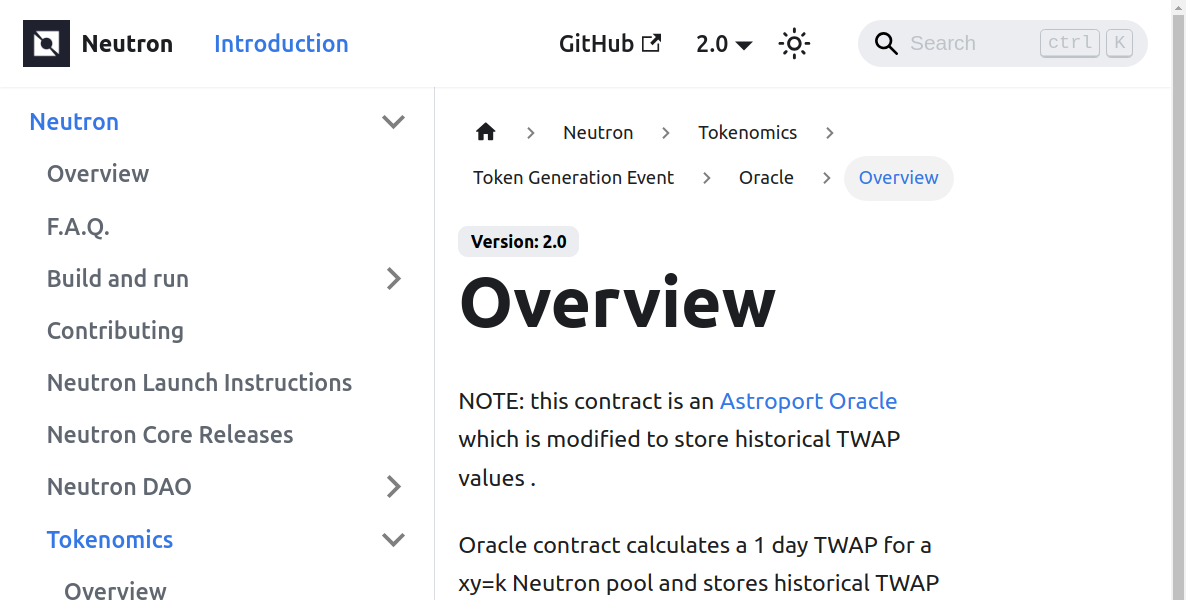 Neutron Introduction GitHub 2.0 Search ctrl K
Neutron
Overview
F.A.Q.
Build and run
Contributing
Neutron Launch Instructions
Neutron Core Releases
Neutron DAO
Tokenomics
Overview
Neutron Tokenomics
Token Generation Event Oracle Overview
Version: 2.0
Overview
NOTE: this contract is an Astroport Oracle
which is modified to store historical TWAP
values .
Oracle contract calculates a 1 day TWAP for a
xy=k Neutron pool and stores historical TWAP